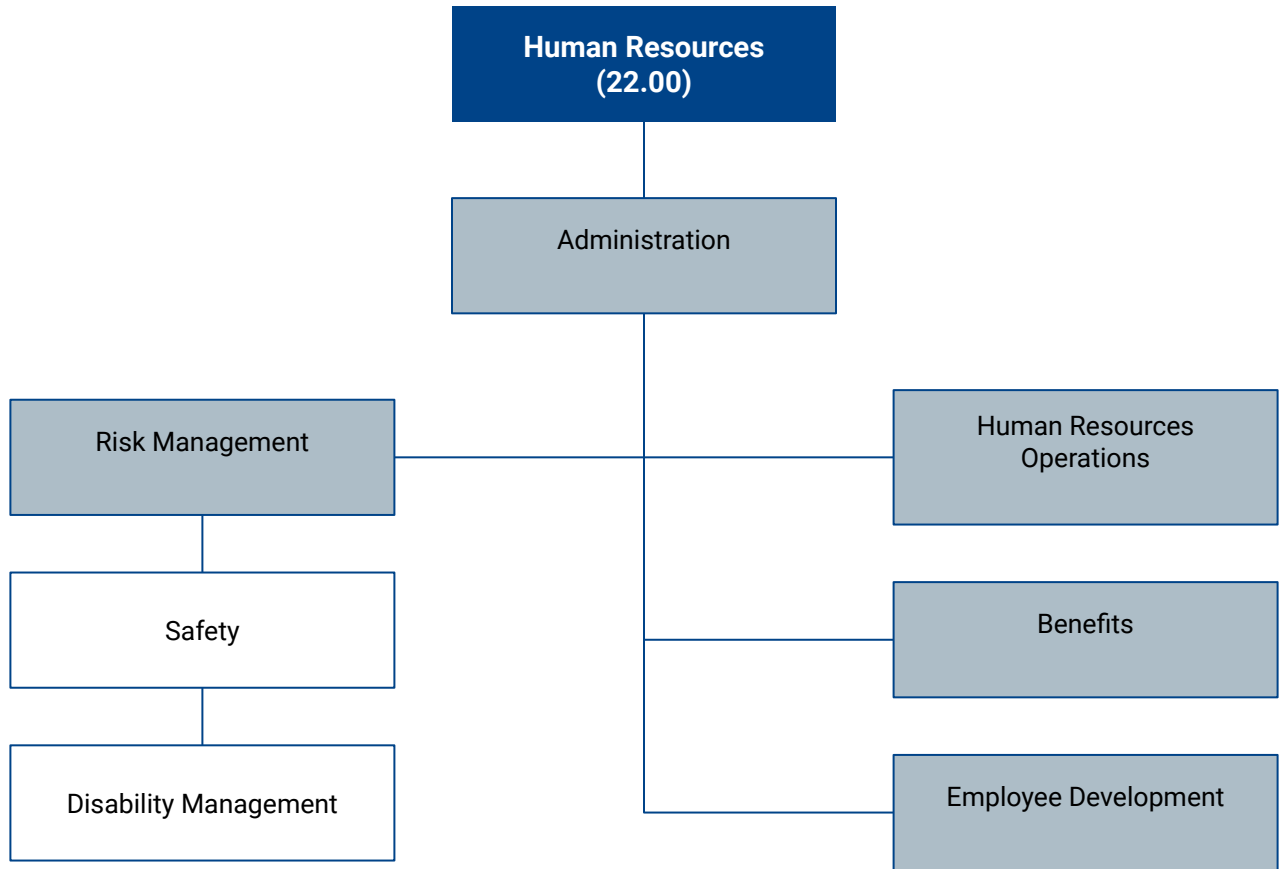 Human Resources
(22.00)
Administration
Risk Management
Human Resources
Operations
Safety
Benefits
Disability Management
Employee Development